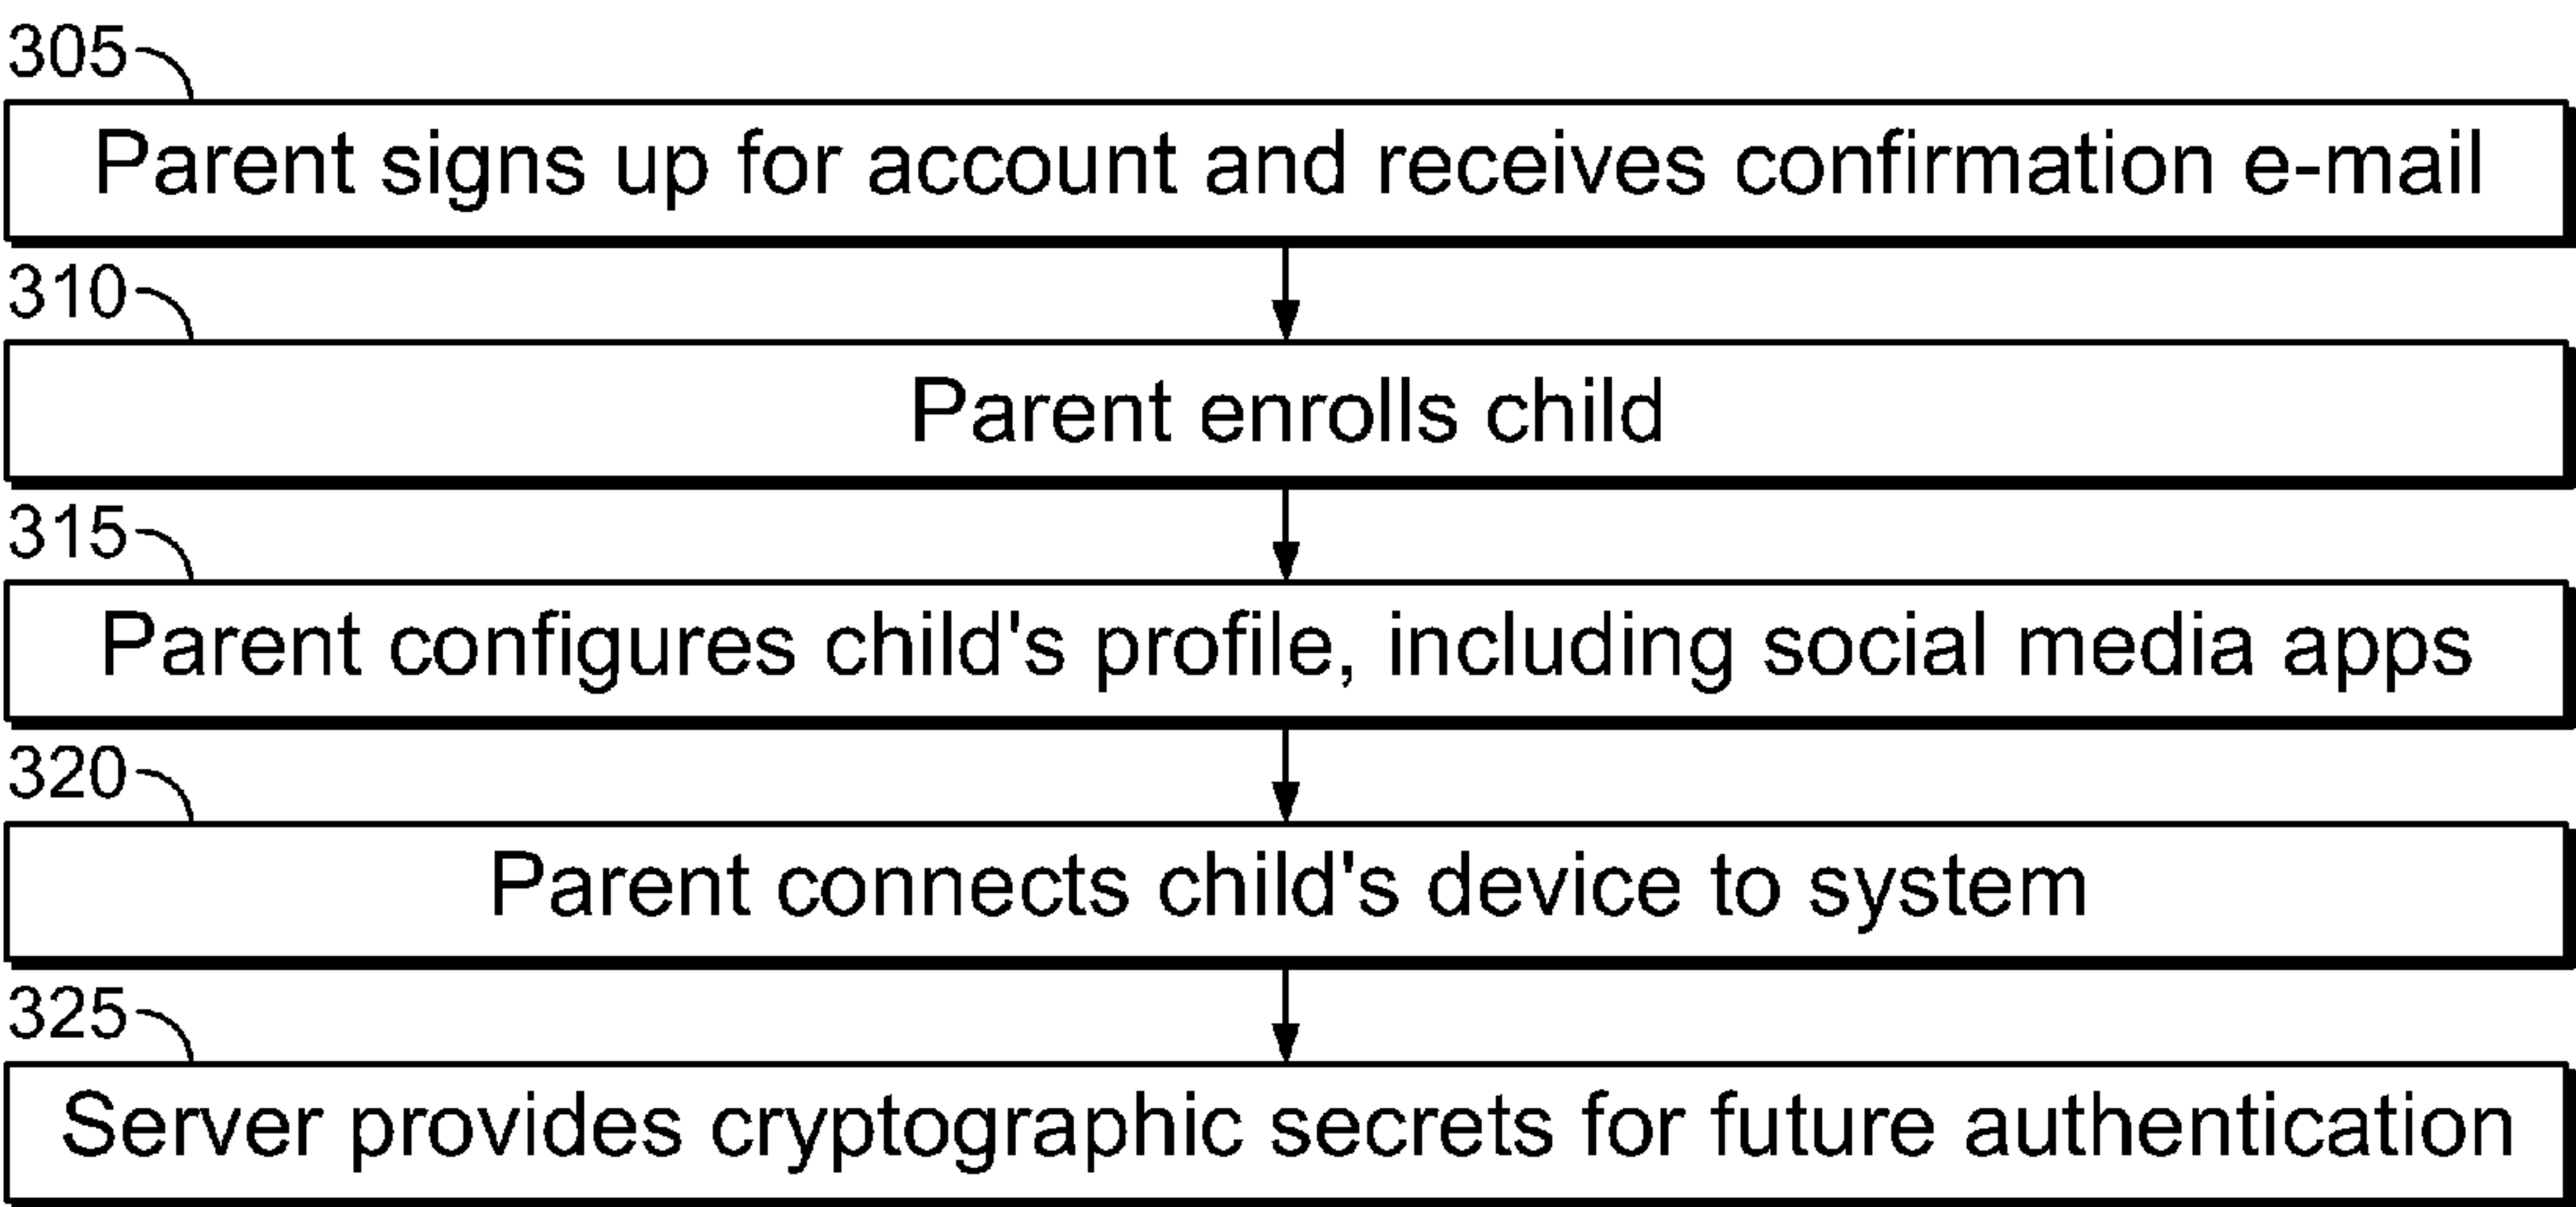 305
Parent signs up for account and receives confirmation e-mail
310
Parent enrolls child
315
Parent configures child's profile, including social media apps
320
Parent connects child's device to system
325
Server provides cryptographic secrets for future authentication